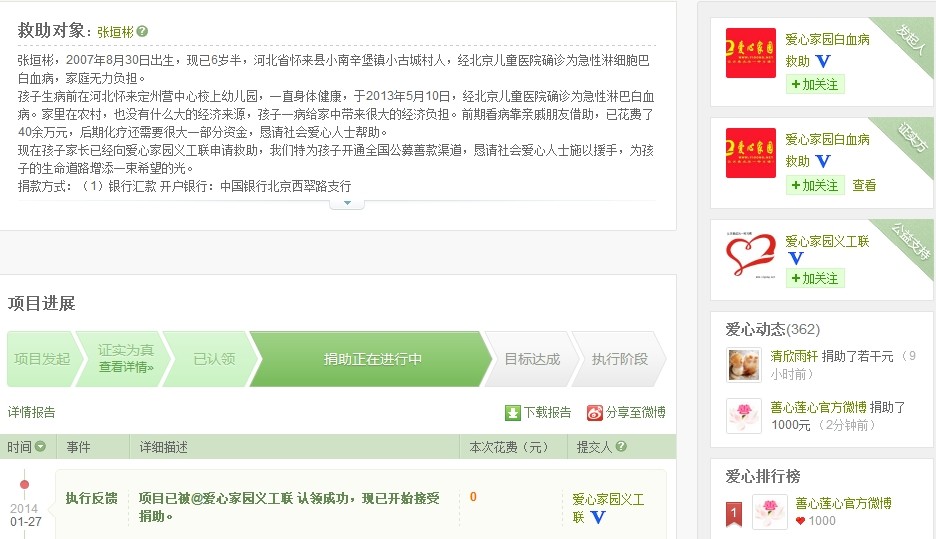 救助对象：张垣彬
张垣彬，2007年8月30日出生，现已6岁半，河北省怀来县小南辛堡镇小古城村人，经北京儿童医院确诊为急性淋细胞巴
白血病，家庭无力负担。
孩子生病前在河北怀来定州营中心校上幼儿园，一直身体健康，于2013年5月10日，经北京儿童医院确诊为急性淋巴白血
病。家里在农村，也没有什么大的经济来源，孩子一病给家中带来很大的经济负担。前期看病靠亲戚朋友借助，已花费了
40余万元，后期化疗还需要很大一部分资金，恳请社会爱心人士帮助。
现在孩子家长已经向爱心家园义工联申请救助，我们特为孩子开通全国公募善款渠道，恳请社会爱心人士施以援手，为孩
子的生命道路增添一束希望的光。
捐款方式：（1）银行汇款 开户银行：中国银行北京西翠路支行
项目进展
项目发起
证实为真
查看详情»
已认领
捐助正在进行中
目标达成
执行阶段
详情报告
下载报告
分享至微博
时间
事件
详细描述
本次花费（元）
提交人
2014
01-27
执行反馈
项目已被@爱心家园义工联 认领成功，现已开始接受
捐助。
0
爱心家园义工
联 V
爱心家园
爱心家园白血病
救助 V
+加关注
发起人
爱心家园
爱心家园白血病
救助 V
+加关注 查看
证实方
爱心家园义工联
V
+加关注
公益支持
爱心动态(362)
清欣雨轩 捐助了若干元（9
小时前）
善心莲心官方微博 捐助了
1000元（2分钟前）
爱心排行榜
1
善心莲心官方微博
1000